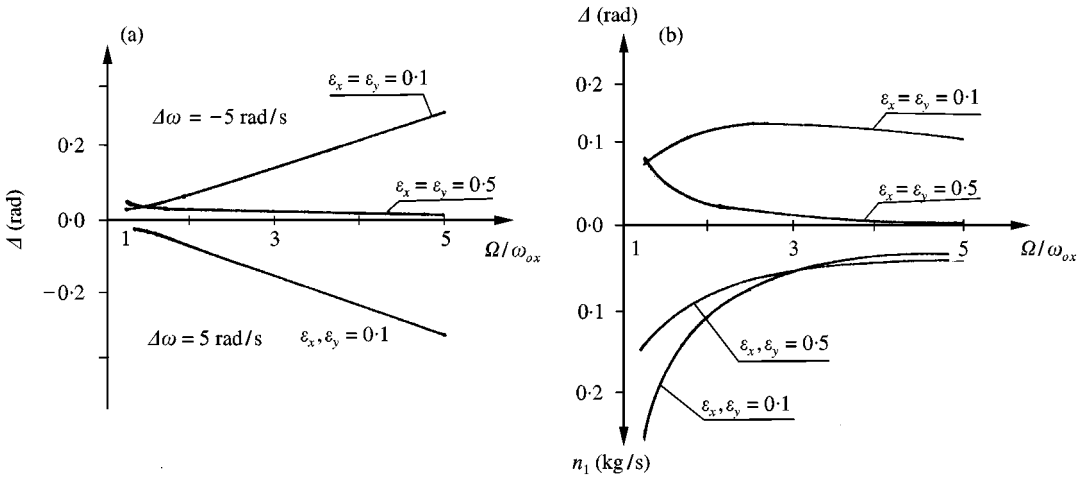 (a)
εx = εy = 0·1
Δω = −5 rad/s
0·2
εx = εy = 0·5
Δ (rad)
0·0
1
3
5
Ω/ωox
−0·2
Δω = 5 rad/s
εx, εy = 0·1
Δ (rad)
(b)
0·2
εx = εy = 0·1
0·1
εx = εy = 0·5
0·0
1
3
5
Ω/ωox
0·1
εx, εy = 0·5
0·2
εx, εy = 0·1
n1 (kg/s)